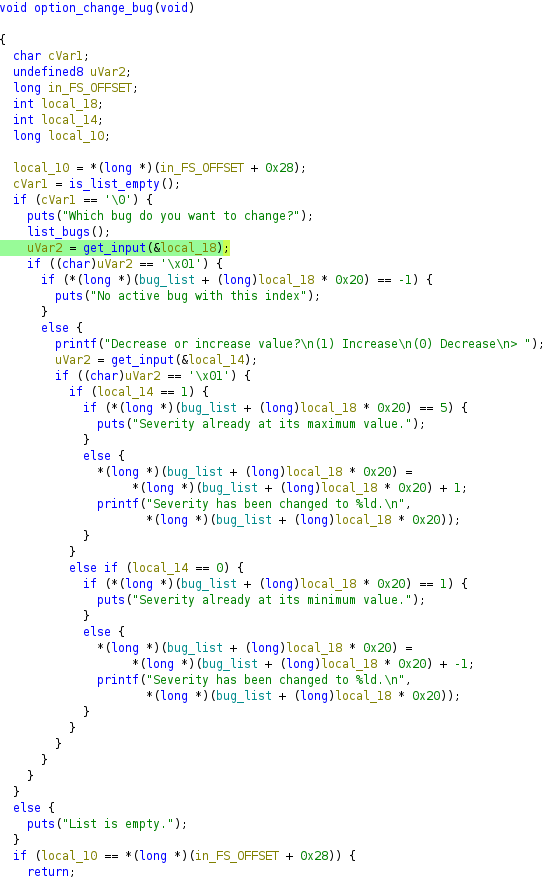 void option_change_bug(void)
{
char cVar1;
undefined8 uVar2;
long in_FS_OFFSET;
int local_18;
int local_14;
long local_10;
local_10 = *(long *)(in_FS_OFFSET + 0x28);
cVar1 = is_list_empty();
if (cVar1 == '\0') {
puts("Which bug do you want to change?");
list_bugs();
uVar2 = get_input(&local_18);
if ((char)uVar2 == '\x01') {
if (*(long *)(bug_list + (long)local_18 * 0x20) == -1) {
puts("No active bug with this index");
}
else {
printf("Decrease or increase value?\n(1) Increase\n(0) Decrease\n> ");
uVar2 = get_input(&local_14);
if ((char)uVar2 == '\x01') {
if (local_14 == 1) {
if (*(long *)(bug_list + (long)local_18 * 0x20) == 5) {
puts("Severity already at its maximum value.");
}
else {
*(long *)(bug_list + (long)local_18 * 0x20) =
*(long *)(bug_list + (long)local_18 * 0x20) + 1;
printf("Severity has been changed to %ld.\n",
*(long *)(bug_list + (long)local_18 * 0x20));
}
}
else if (local_14 == 0) {
if (*(long *)(bug_list + (long)local_18 * 0x20) == 1) {
puts("Severity already at its minimum value.");
}
else {
*(long *)(bug_list + (long)local_18 * 0x20) =
*(long *)(bug_list + (long)local_18 * 0x20) + -1;
printf("Severity has been changed to %ld.\n",
*(long *)(bug_list + (long)local_18 * 0x20));
}
}
}
}
}
}
else {
puts("List is empty.");
}
if (local_10 == *(long *)(in_FS_OFFSET + 0x28)) {
return;